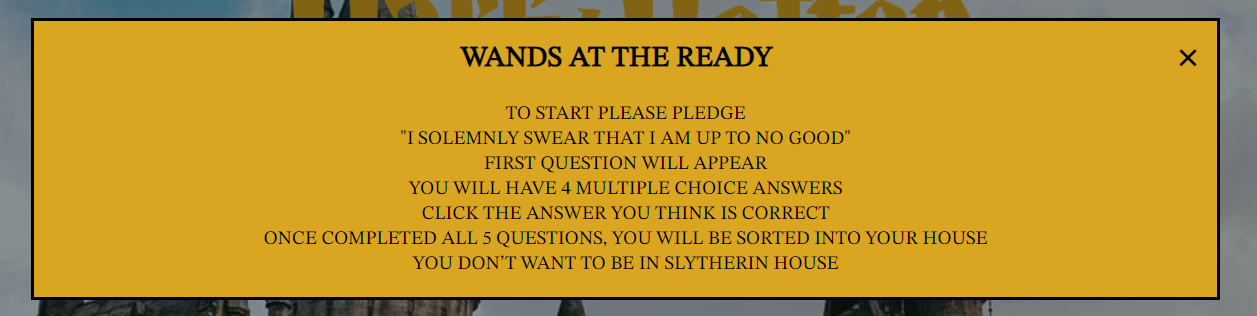 WANDS AT THE READY
TO START PLEASE PLEDGE
"I SOLEMNLY SWEAR THAT I AM UP TO NO GOOD"
FIRST QUESTION WILL APPEAR
YOU WILL HAVE 4 MULTIPLE CHOICE ANSWERS
CLICK THE ANSWER YOU THINK IS CORRECT
ONCE COMPLETED ALL 5 QUESTIONS, YOU WILL BE SORTED INTO YOUR HOUSE
YOU DON’T WANT TO BE IN SLYTHERIN HOUSE